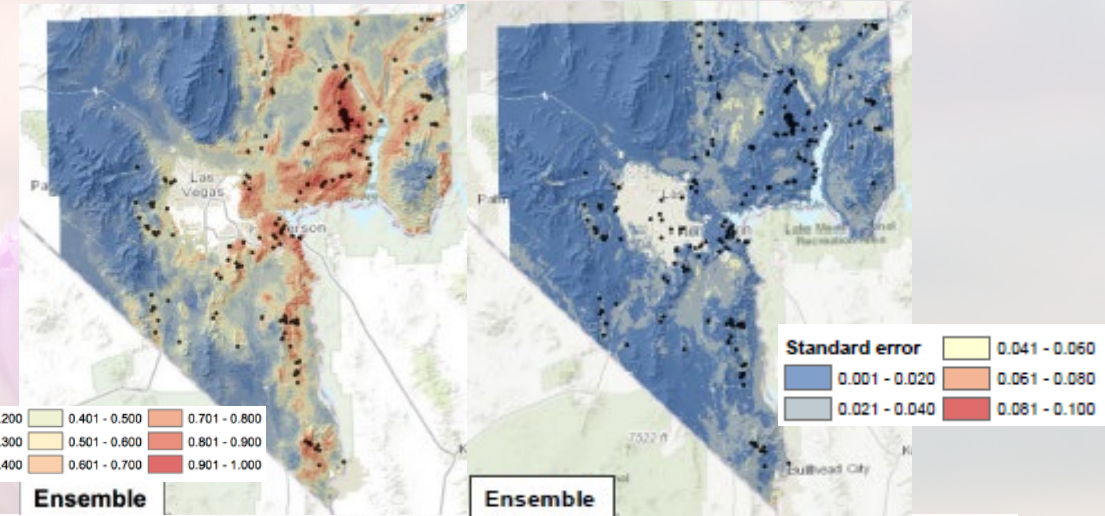 Las
Vegas
erson
Pa
.200 0.401 - 0.500 0.701 - 0.800
.300 0.501 - 0.600 0.801 - 0.900
.400 0.601 - 0.700 0.901 - 1.000
Ensemble
Las
Lake Mead
Recreation Area
7522 ft
Bullhead City
Ensemble
Standard error 0.041 - 0.060
0.001 - 0.020 0.061 - 0.080
0.021 - 0.040 0.081 - 0.100